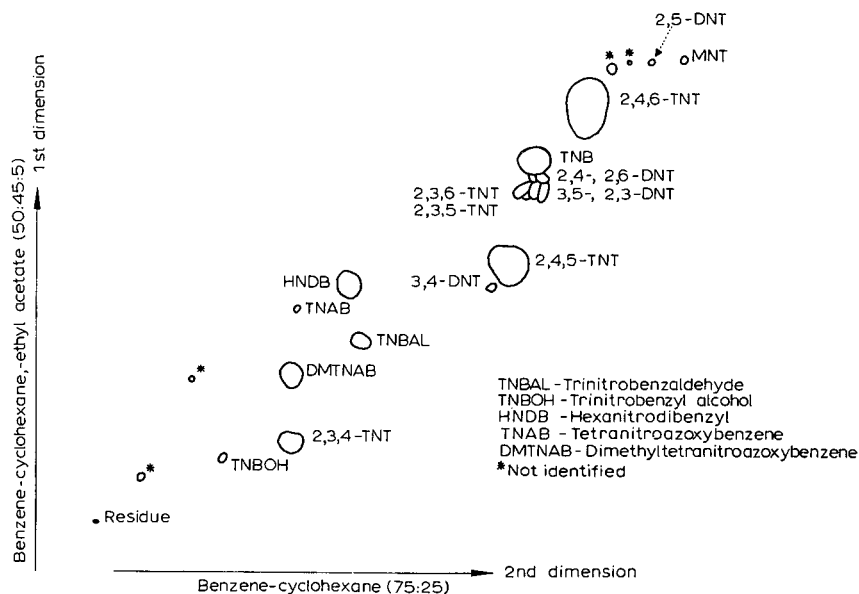 2,5-DNT
* *
MNT
2,4,6-TNT
TNB
2,4-, 2,6-DNT
2,3,6-TNT
3,5-, 2,3-DNT
2,3,5-TNT
2,4,5-TNT
HNDB
3,4-DNT
TNAB
TNBAL
*
DMTNAB
2,3,4-TNT
TNBOH
*
Residue
TNBAL-Trinitrobenzaldehyde
TNBOH-Trinitrobenzyl alcohol
HNDB -Hexanitrodibenzyl
TNAB -Tetranitroazoxybenzene
DMTNAB-Dimethyltetranitroazoxybenzene
*Not identified
Benzene-cyclohexane,-ethyl acetate (50:45:5)
1st dimension
Benzene-cyclohexane (75:25)
2nd dimension